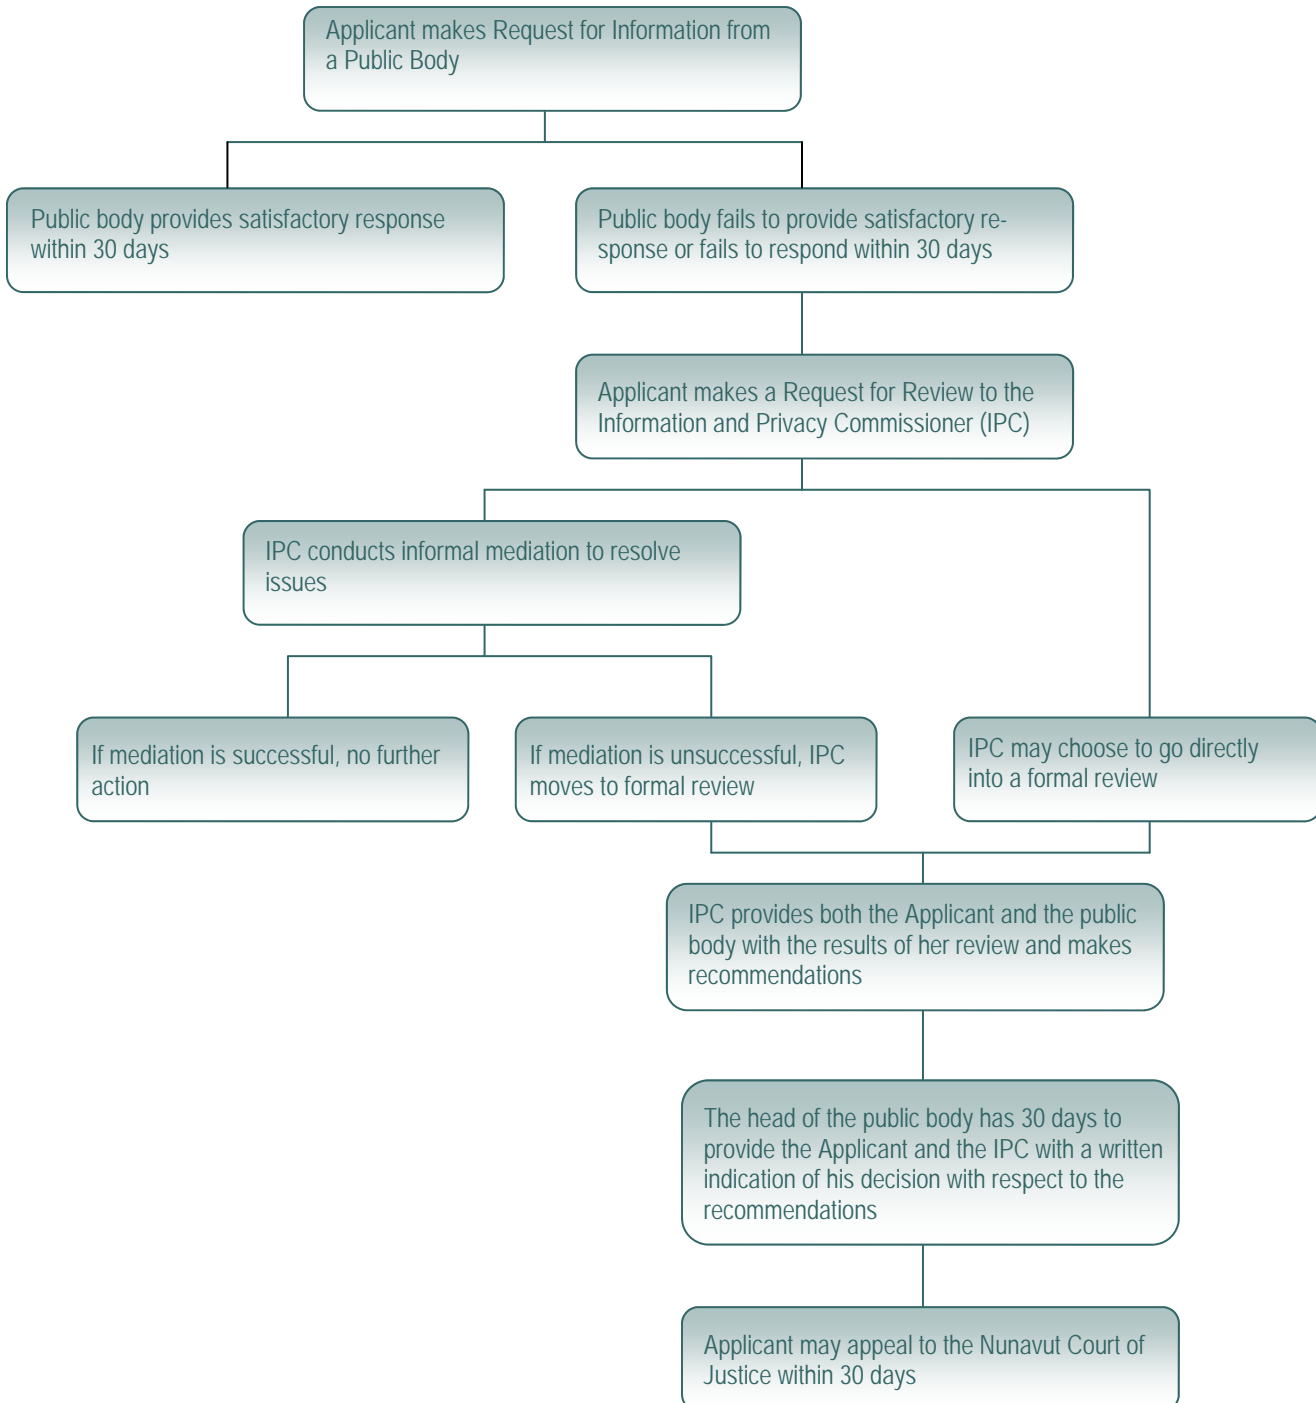 Applicant makes Request for Information from
a Public Body
Public body provides satisfactory response
within 30 days
Public body fails to provide satisfactory re-
sponse or fails to respond within 30 days
Applicant makes a Request for Review to the
Information and Privacy Commissioner (IPC)
IPC conducts informal mediation to resolve
issues
If mediation is successful, no further
action
If mediation is unsuccessful, IPC
moves to formal review
IPC may choose to go directly
into a formal review
IPC provides both the Applicant and the public
body with the results of her review and makes
recommendations
The head of the public body has 30 days to
provide the Applicant and the IPC with a written
indication of his decision with respect to the
recommendations
Applicant may appeal to the Nunavut Court of
Justice within 30 days